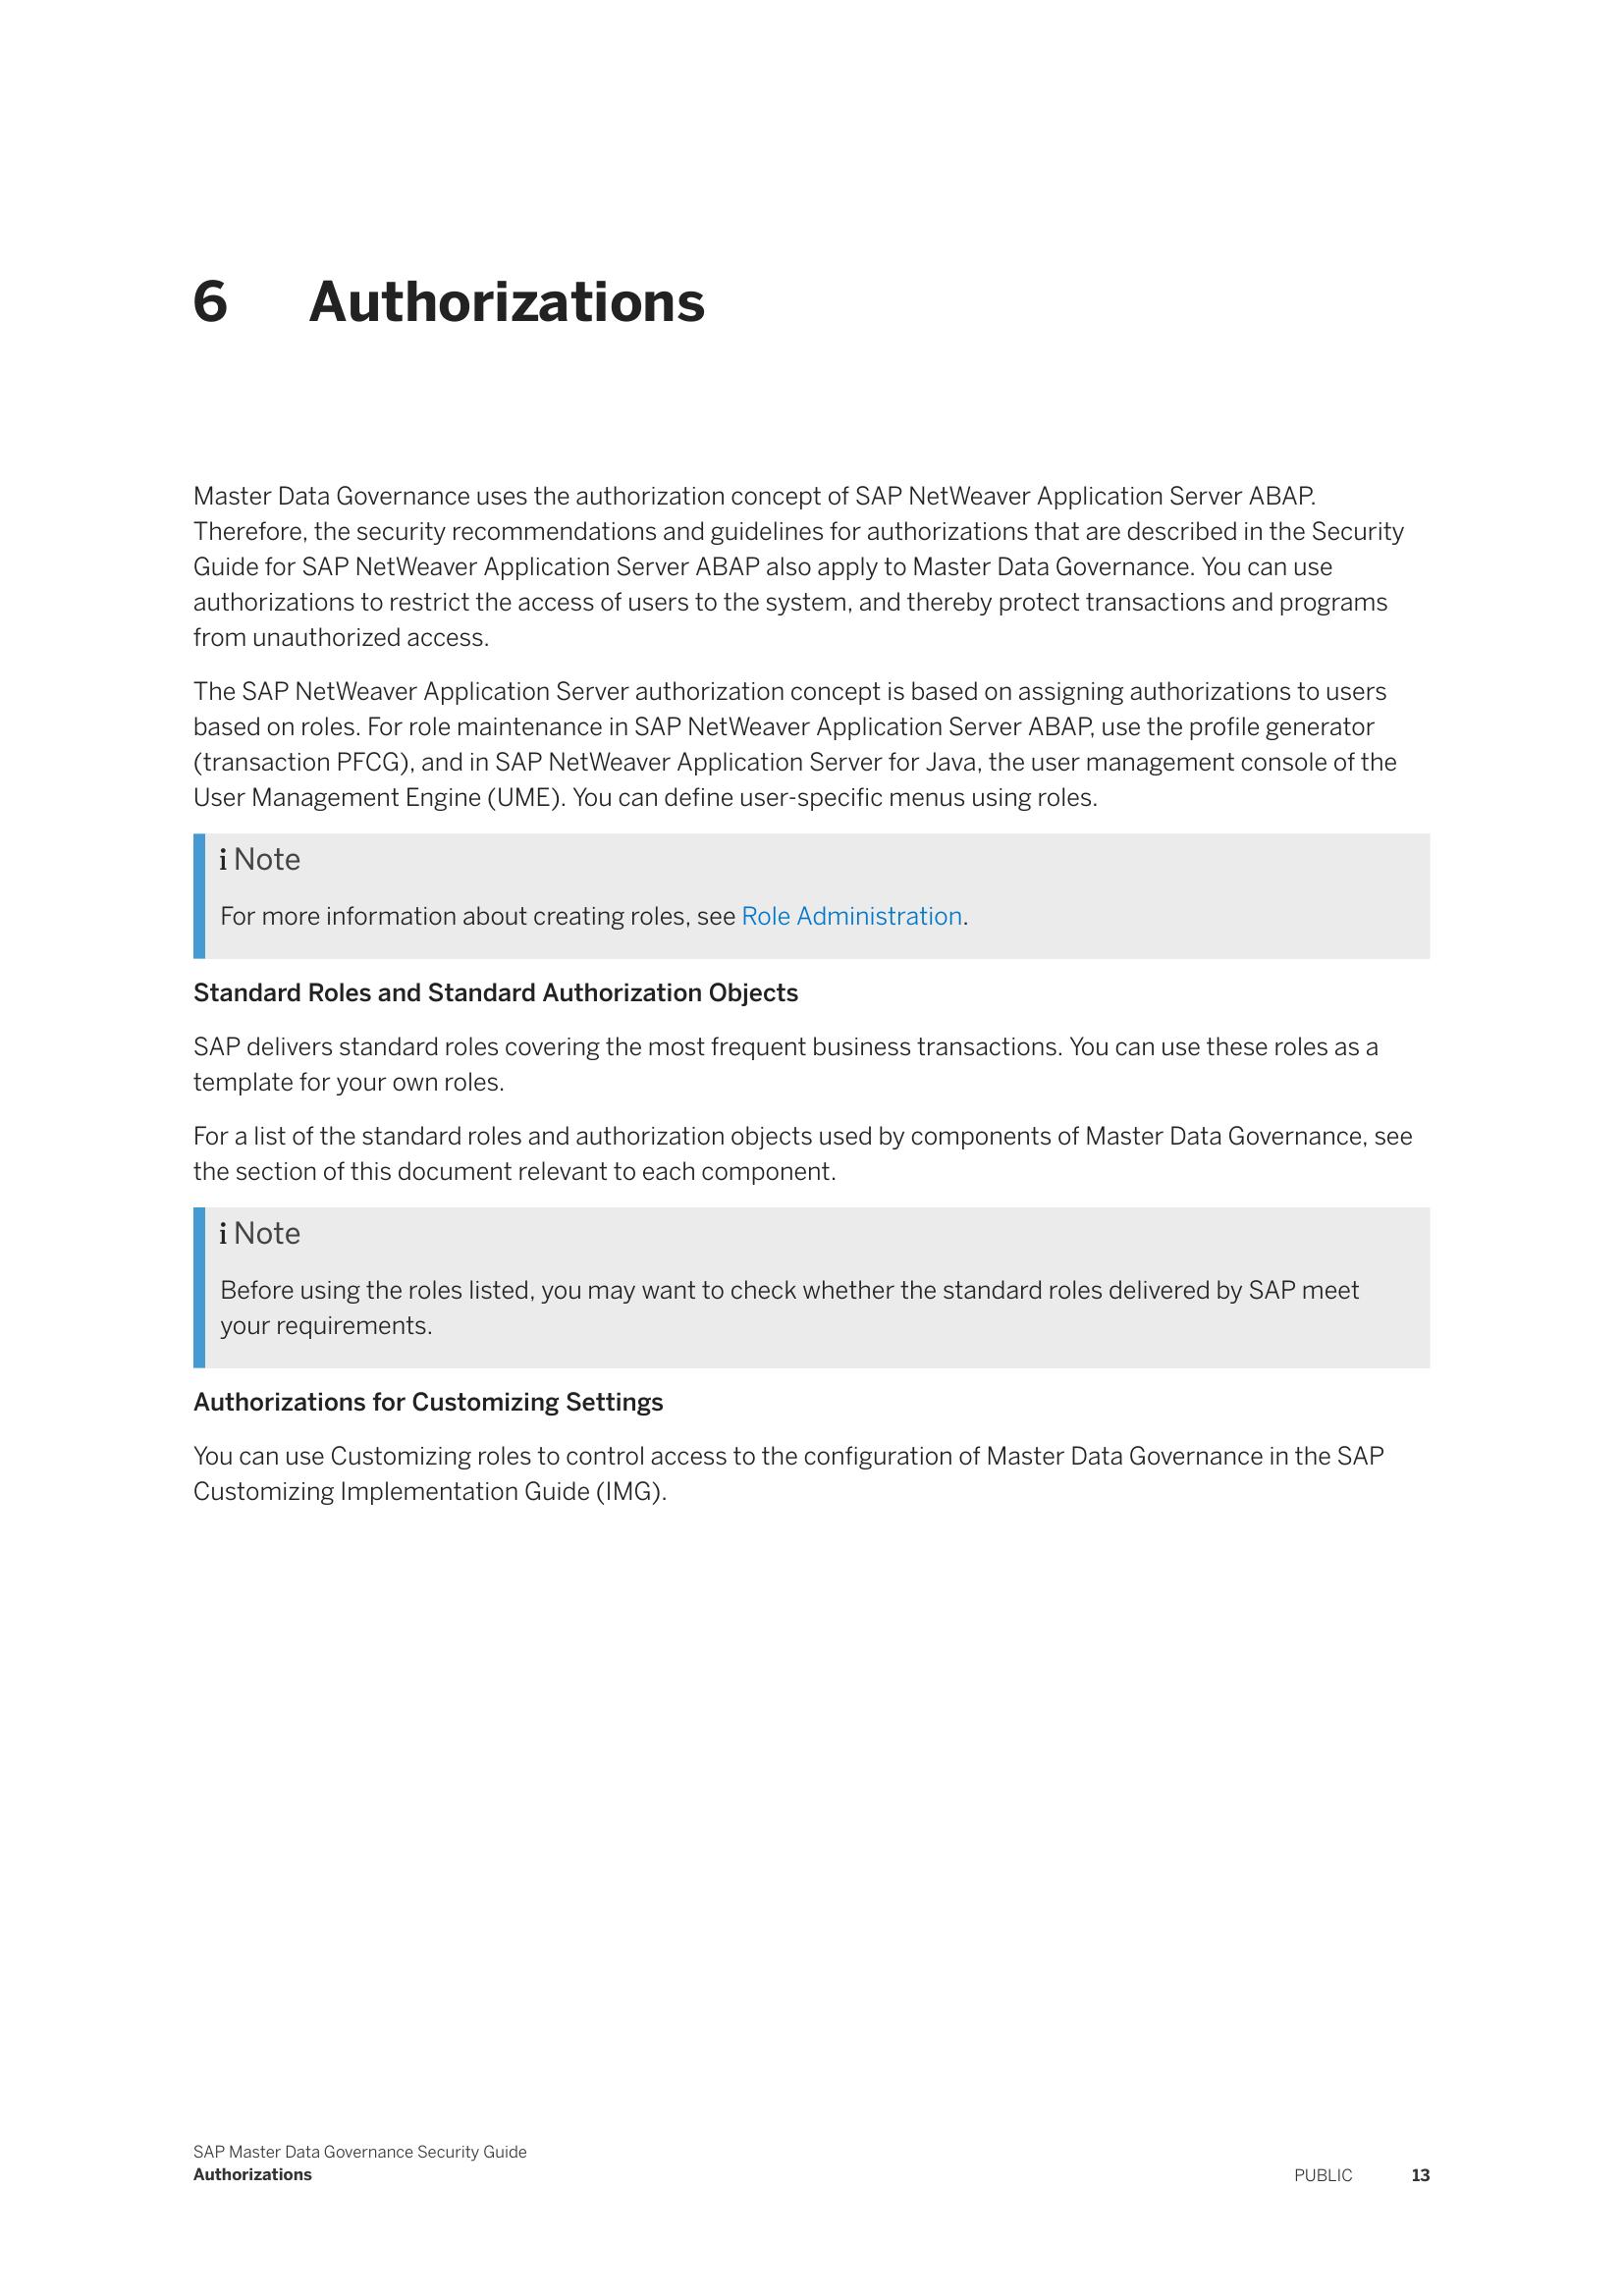 6 Authorizations
Master Data Governance uses the authorization concept of SAP NetWeaver Application Server ABAP.
Therefore, the security recommendations and guidelines for authorizations that are described in the Security
Guide for SAP NetWeaver Application Server ABAP also apply to Master Data Governance. You can use
authorizations to restrict the access of users to the system, and thereby protect transactions and programs
from unauthorized access.
The SAP NetWeaver Application Server authorization concept is based on assigning authorizations to users
based on roles. For role maintenance in SAP NetWeaver Application Server ABAP, use the profile generator
(transaction PFCG), and in SAP NetWeaver Application Server for Java, the user management console of the
User Management Engine (UME). You can define user-specific menus using roles.
i Note
For more information about creating roles, see Role Administration.
Standard Roles and Standard Authorization Objects
SAP delivers standard roles covering the most frequent business transactions. You can use these roles as a
template for your own roles.
For a list of the standard roles and authorization objects used by components of Master Data Governance, see
the section of this document relevant to each component.
i Note
Before using the roles listed, you may want to check whether the standard roles delivered by SAP meet
your requirements.
Authorizations for Customizing Settings
You can use Customizing roles to control access to the configuration of Master Data Governance in the SAP
Customizing Implementation Guide (IMG).
SAP Master Data Governance Security Guide
Authorizations
PUBLIC 13